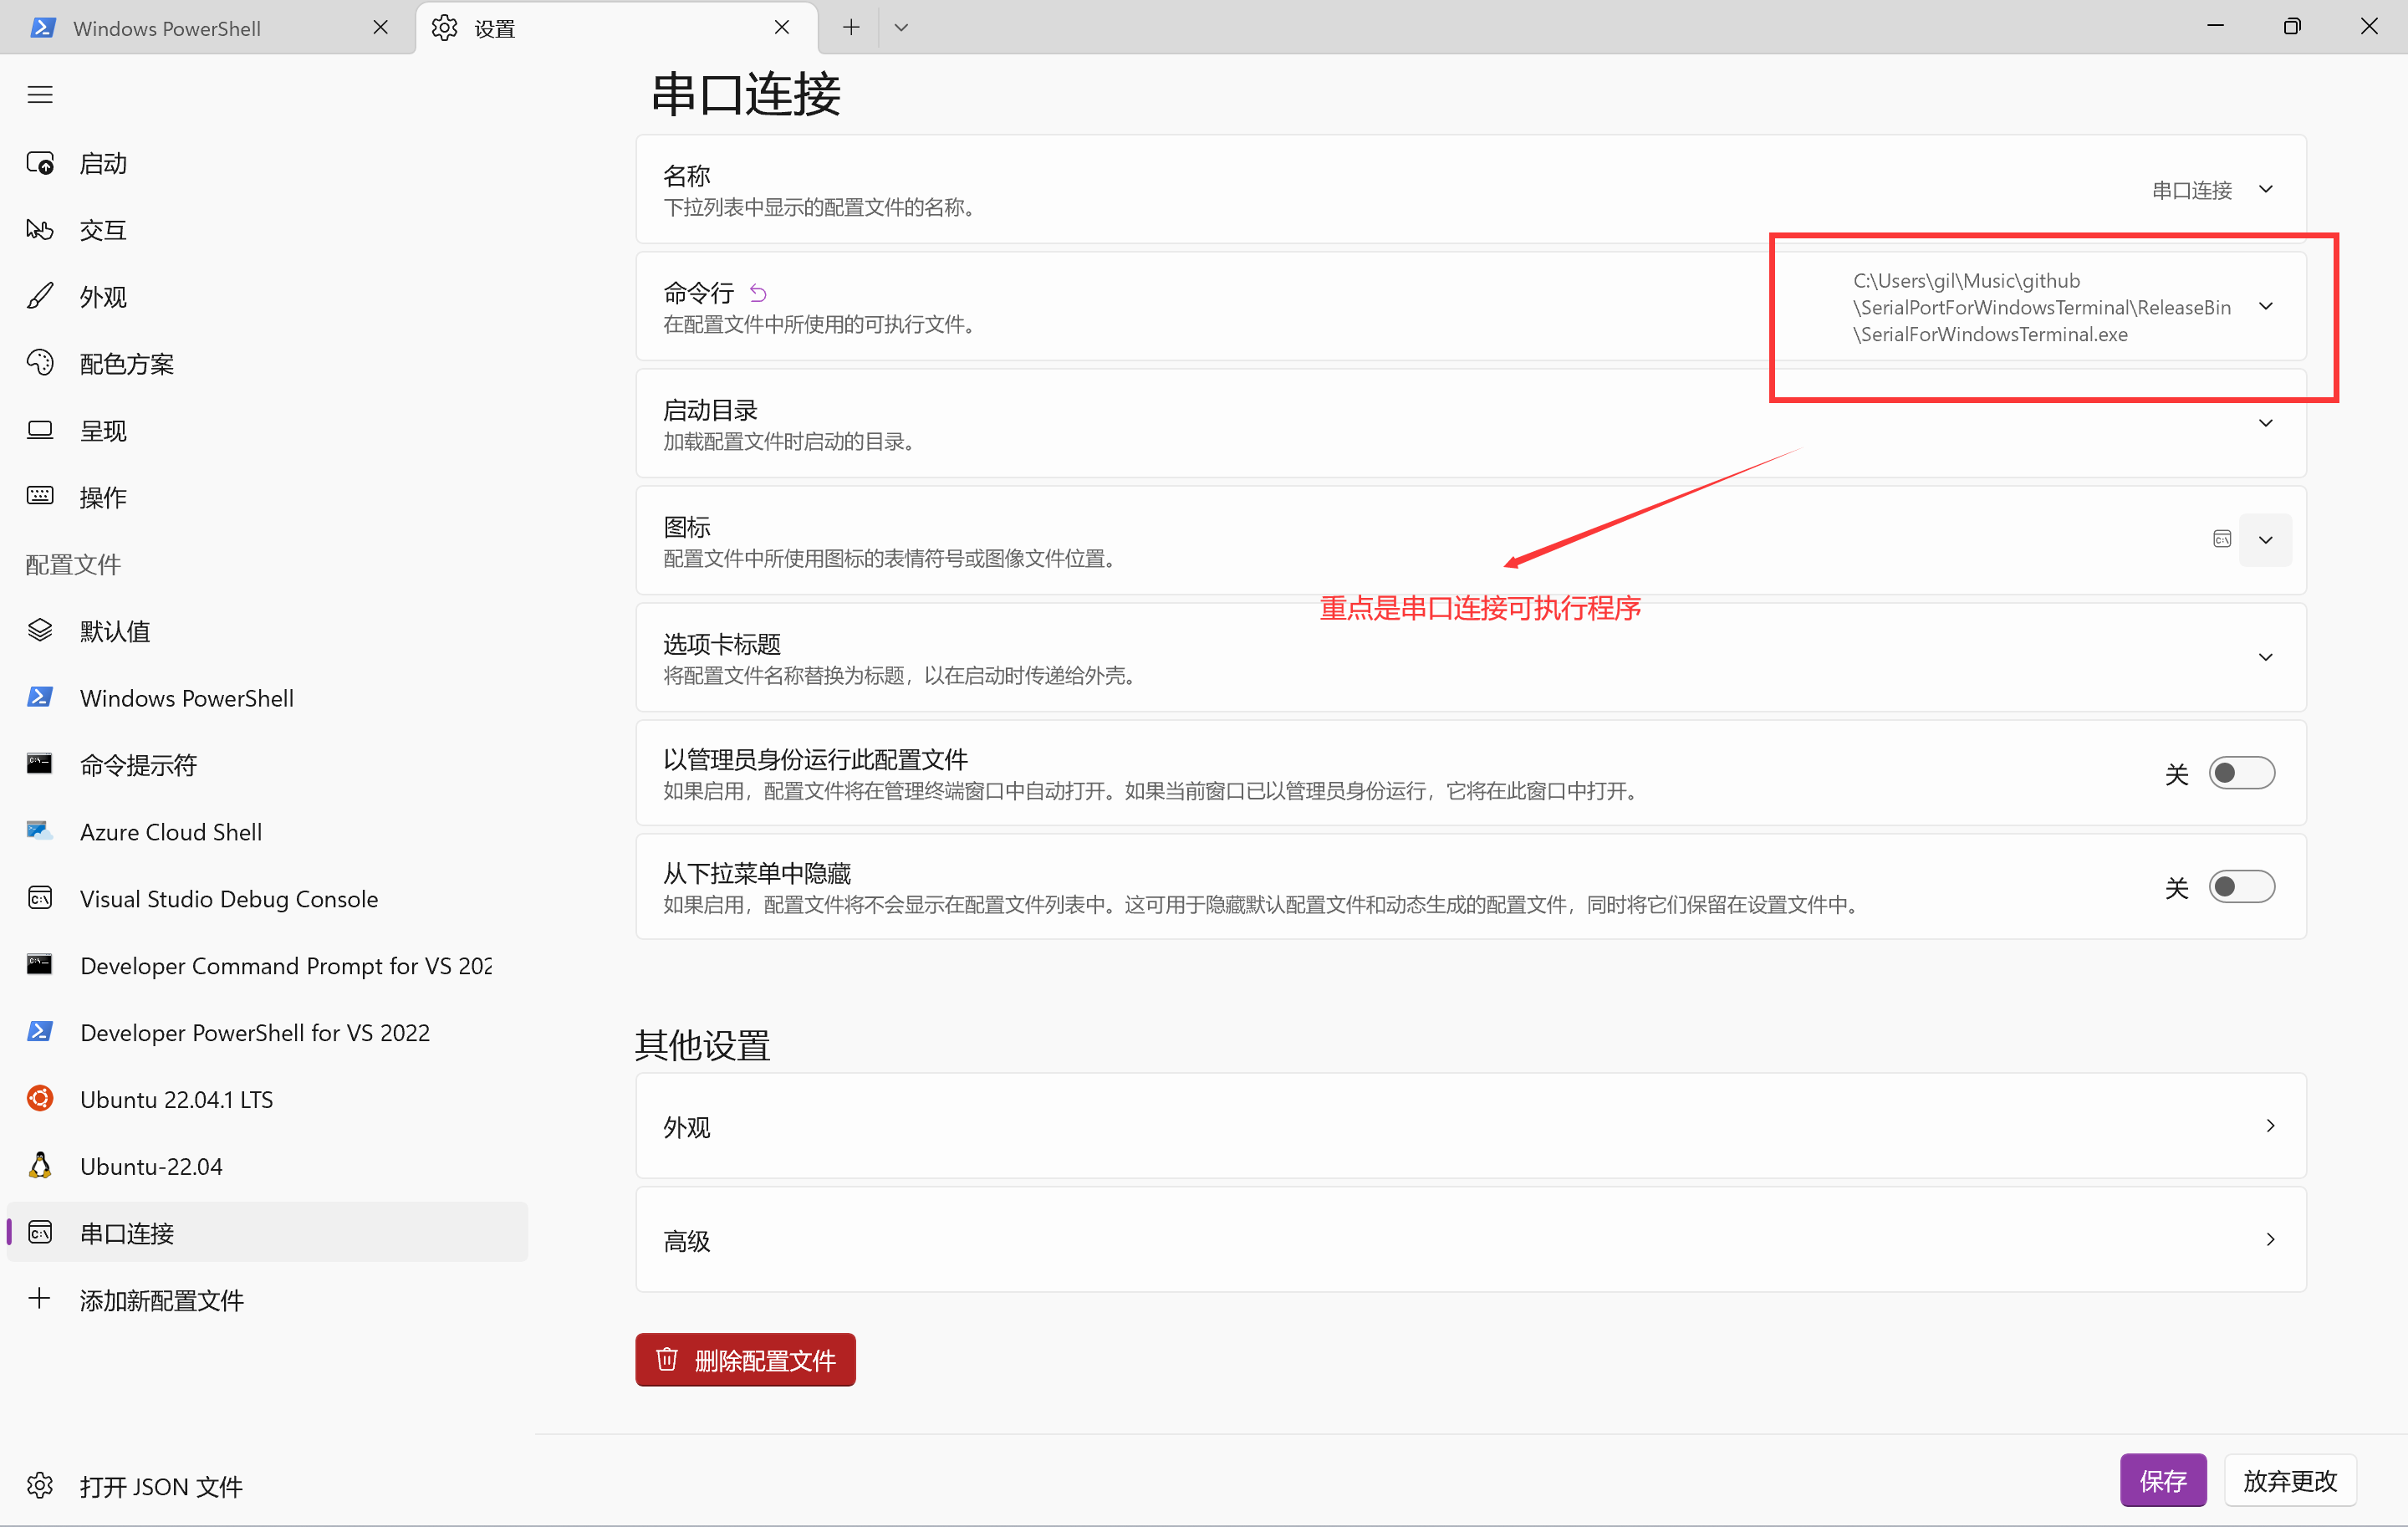 Windows PowerShell
设置
串口连接
启动
交互
外观
配色方案
呈现
操作
配置文件
默认值
Windows PowerShell
命令提示符
Azure Cloud Shell
Visual Studio Debug Console
Developer Command Prompt for VS 202
Developer PowerShell for VS 2022
Ubuntu 22.04.1 LTS
Ubuntu-22.04
串口连接
添加新配置文件
打开 JSON 文件
名称
下拉列表中显示的配置文件的名称。
串口连接
命令行
在配置文件中所使用的可执行文件。
C:\Users\gil\Music\github
\SerialPortForWindowsTerminal\ReleaseBin
\SerialForWindowsTerminal.exe
启动目录
加载配置文件时启动的目录。
图标
配置文件中所使用图标的表情符号或图像文件位置。
重点是串口连接可执行程序
选项卡标题
将配置文件名称替换为标题，以在启动时传递给外壳。
以管理员身份运行此配置文件
如果启用，配置文件将在管理终端窗口中自动打开。如果当前窗口已以管理员身份运行，它将在此窗口中打开。
关
从下拉菜单中隐藏
如果启用，配置文件将不会显示在配置文件列表中。这可用于隐藏默认配置文件和动态生成的配置文件，同时将它们保留在设置文件中。
关
其他设置
外观
高级
删除配置文件
保存
放弃更改